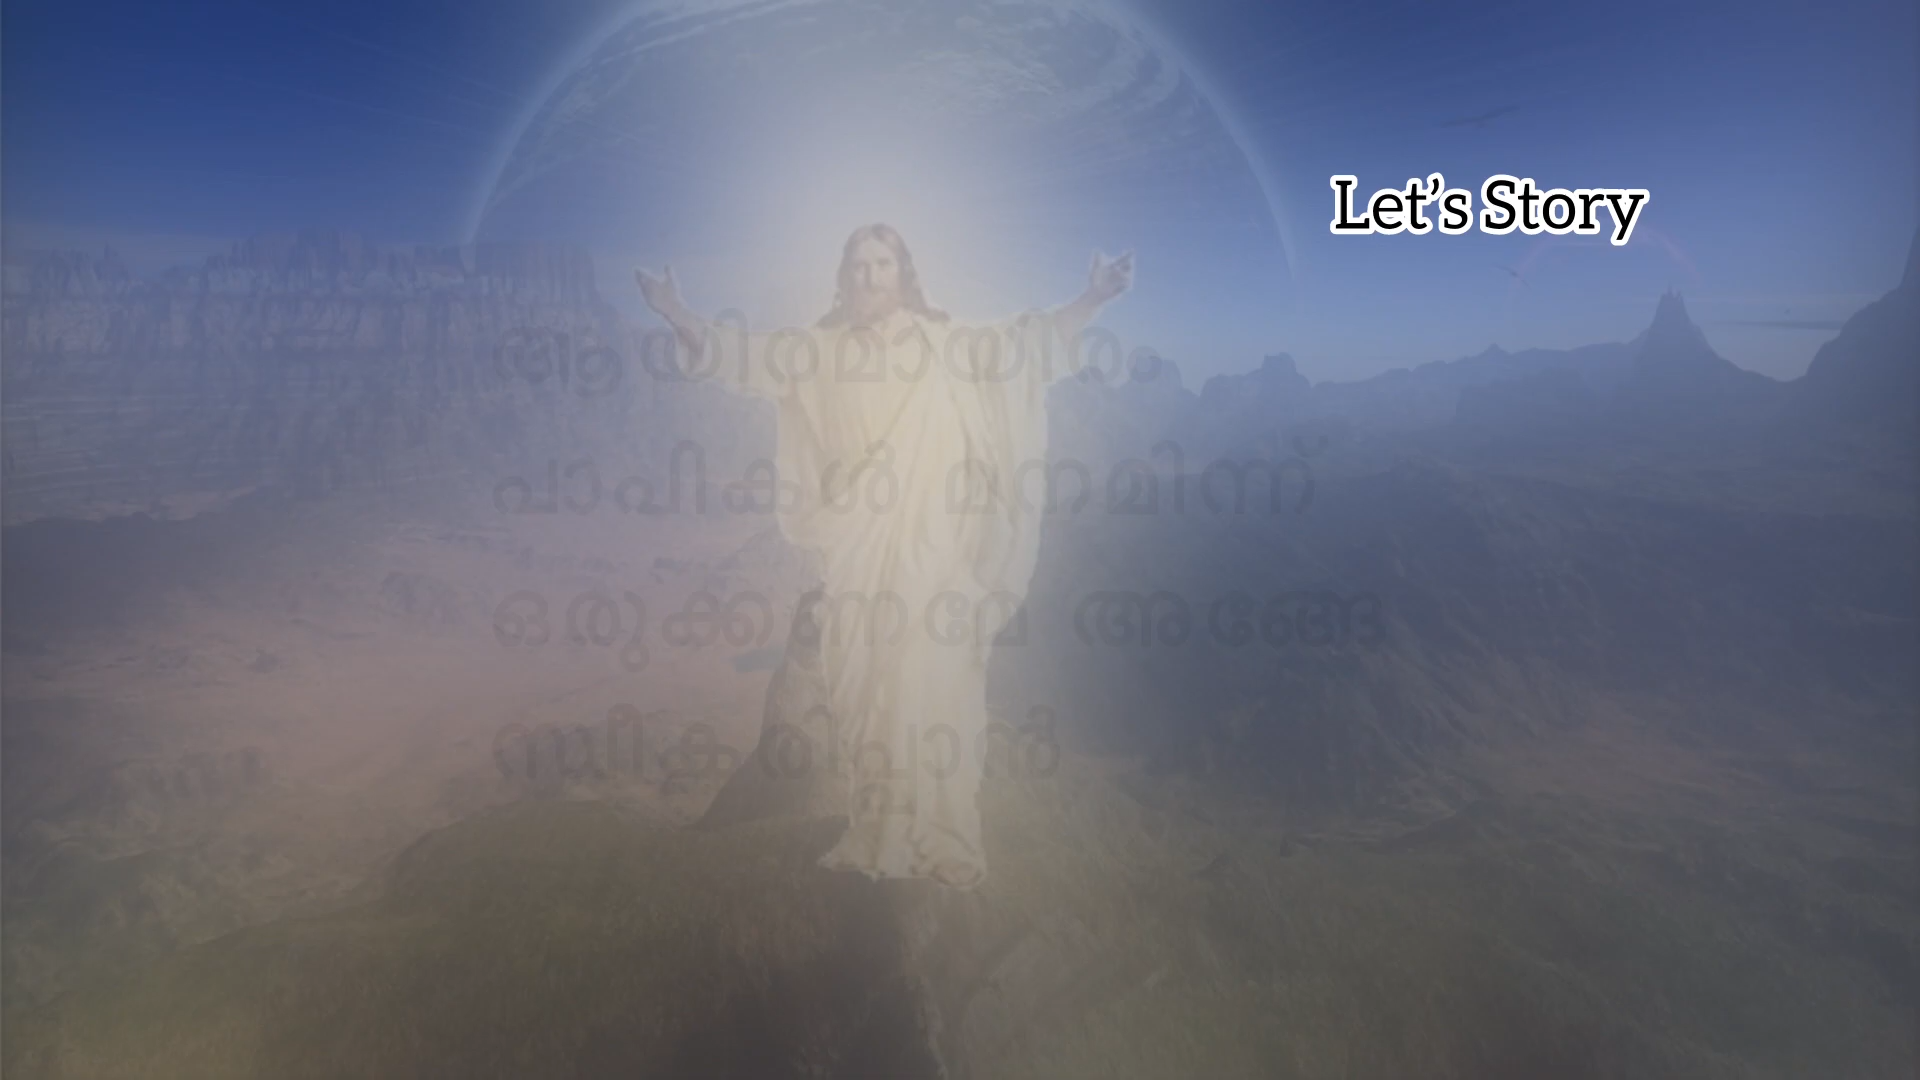 Let's Story
ആയിരമായിരം
പാപികൾ മനമിന്ന്
ഒരുക്കണമേ അങ്ങേ
സ്വീകരിപാൻ